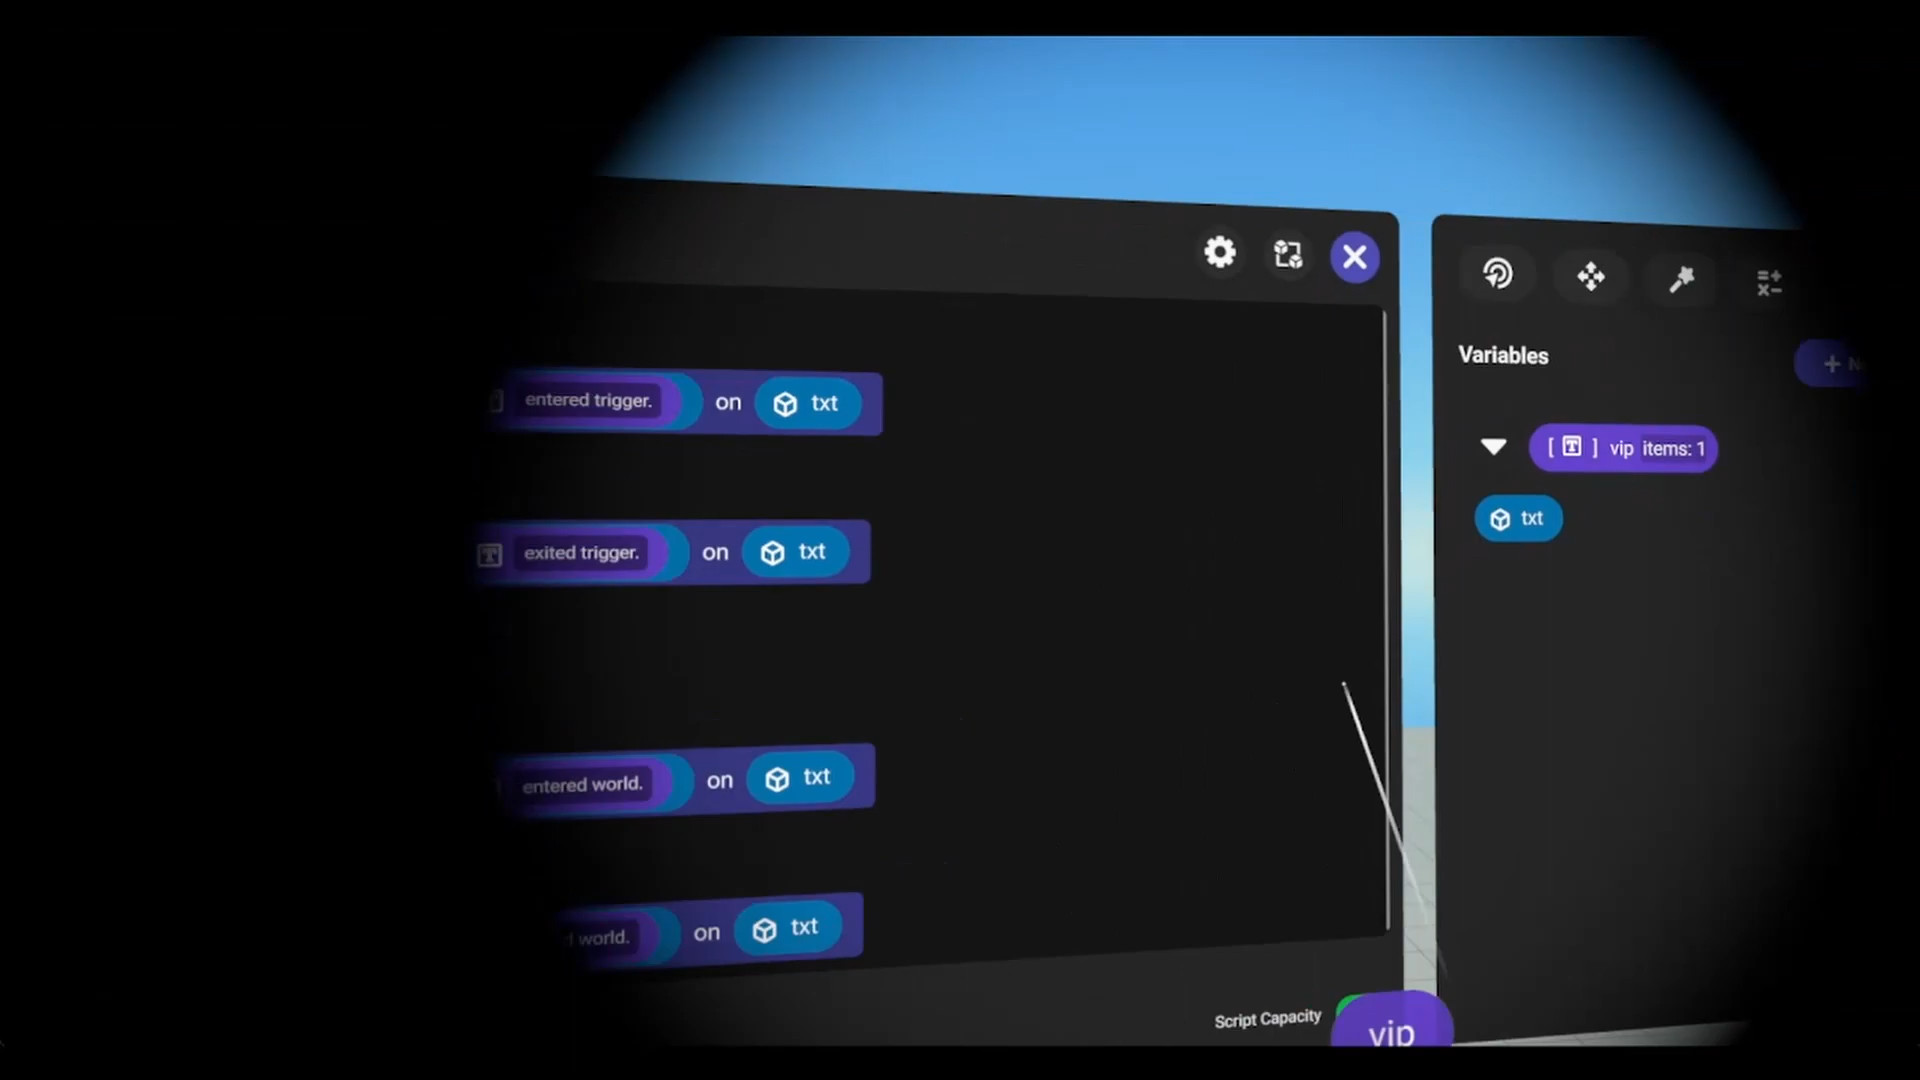 Variables
vip items: 1
txt
entered trigger. on txt
exited trigger. on txt
entered world. on txt
world. on txt
Script Capacity
vip